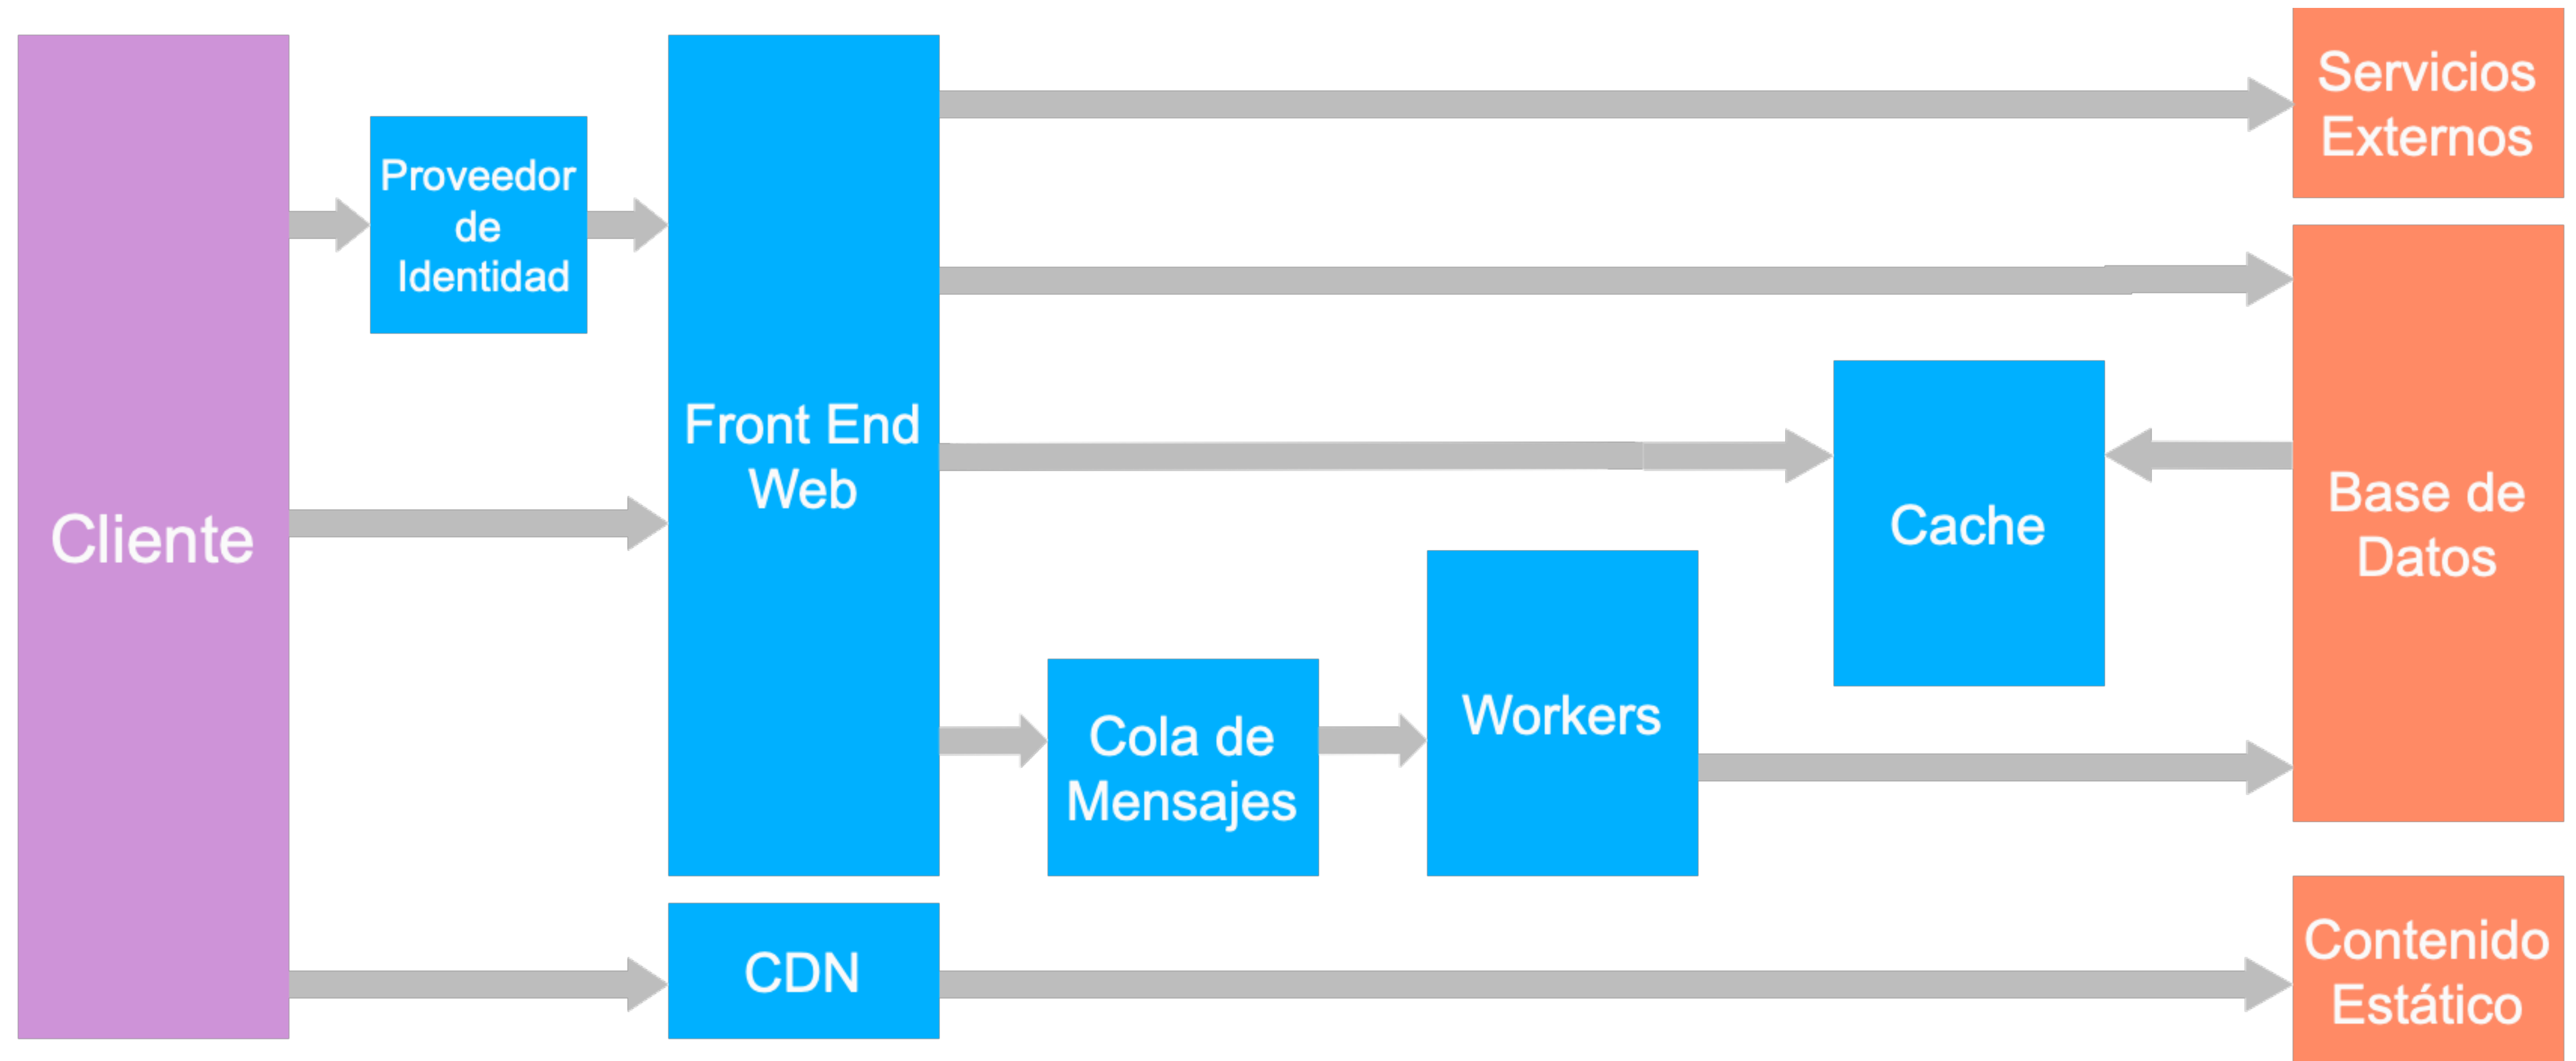 Cliente
Proveedor
de
Identidad
Front End
Web
CDN
Cola de
Mensajes
Workers
Cache
Servicios
Externos
Base de
Datos
Contenido
Estático